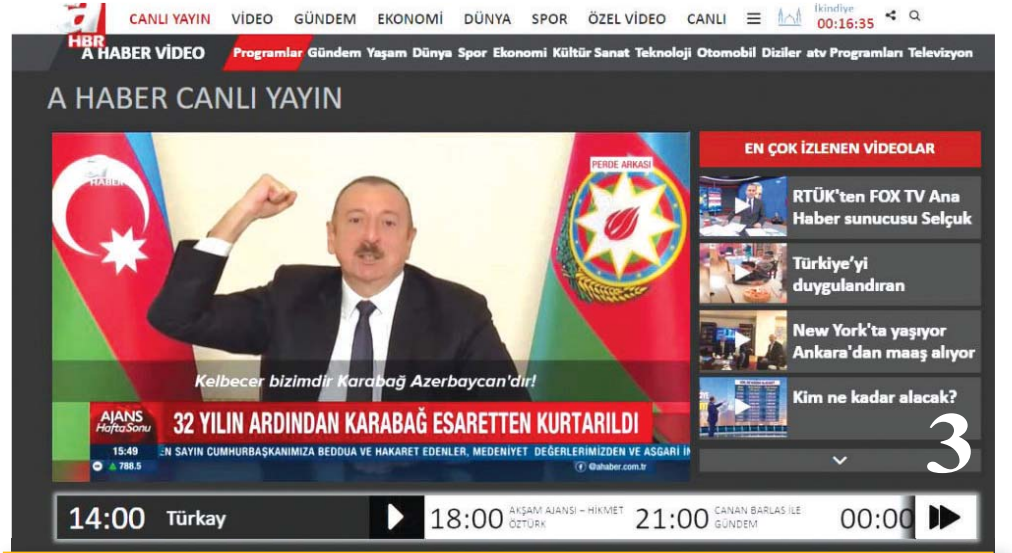 CANLI YAYIN VİDEO GÜNDEM EKONOMİ DÜNYA SPOR ÖZEL VİDEO CANLI
İkindiye
00:16:35
a
HBR
A HABER VİDEO
Programlar Gündem Yaşam Dünya Spor Ekonomi Kültür Sanat Teknoloji Otomobil Diziler atv Programları Televizyon
A HABER CANLI YAYIN
HABER
PERDE ARKASI
Kelbecer bizimdir Karabağ Azerbaycan'dır!
AJANS
Hafta Sonu
32 YILIN ARDINDAN KARABAĞ ESARETTEN KURTARILDI
15:49
788.5
EN SAYIN CUMHURBAŞKANIMIZA BEDDUA VE HAKARET EDENLER, MEDENİYET DEĞERLERİMİZDEN VE ASGARİ İN
@ahaber.com.tr
EN ÇOK İZLENEN VİDEOLAR
RTÜK'ten FOX TV Ana
Haber sunucusu Selçuk
Türkiye'yi
duygulandıran
New York'ta yaşıyor
Ankara'dan maaş alıyor
Kim ne kadar alacak?
3
14:00 Türkay
18:00 AKŞAM AJANSI – HİKMET
ÖZTÜRK
21:00 CANAN BARLAS İLE
GÜNDEM
00:00